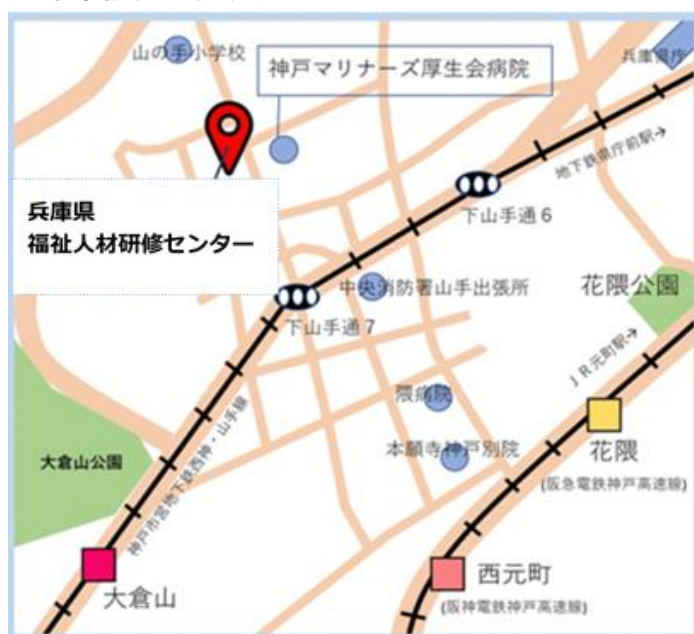 山の手小学校
神戸マリナーズ厚生会病院
兵庫県庁
地下鉄県庁前駅→
下山手通６
兵庫県
福祉人材研修センター
中央消防署山手出張所
花隈公園
下山手通７
ＪＲ元町駅→
隈病院
本願寺神戸別院
花隈
(阪急電鉄神戸高速線)
大倉山公園
神戸市営地下鉄西神・山手線
大倉山
西元町
(阪神電鉄神戸高速線)